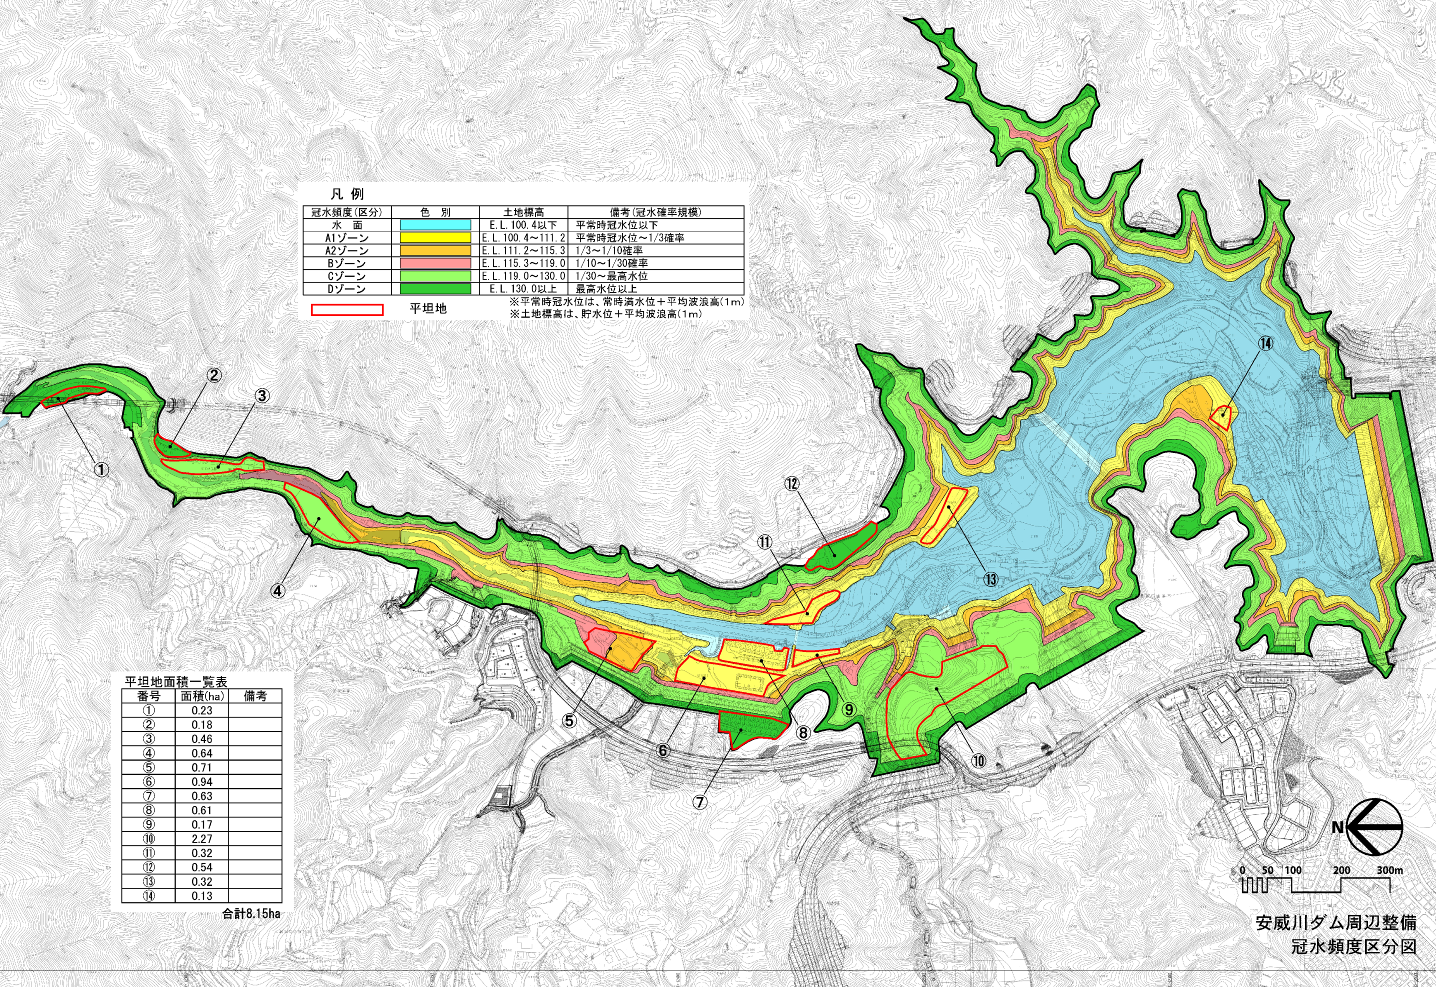 凡 例
冠水頻度(区分) 色 別 土地標高 備考(冠水確率規模)
水 面 E.L.100.4以下 平常時冠水位以下
A1ゾーン E.L.100.4～111.2 平常時冠水位～1/3確率
A2ゾーン E.L.111.2～115.3 1/3～1/10確率
Bゾーン E.L.115.3～119.0 1/10～1/30確率
Cゾーン E.L.119.0～130.0 1/30～最高水位
Dゾーン E.L.130.0以上 最高水位以上
平坦地
※平常時冠水位は、常時満水位＋平均波浪高(1m)
※土地標高は、貯水位＋平均波浪高(1m)
⑭
②
③
①
⑫
⑪
⑬
④
⑤
⑥
⑨
⑧
⑩
⑦
平坦地面積一覧表
番号 面積(ha) 備考
① 0.23
② 0.18
③ 0.46
④ 0.64
⑤ 0.71
⑥ 0.94
⑦ 0.63
⑧ 0.61
⑨ 0.17
⑩ 2.27
⑪ 0.32
⑫ 0.54
⑬ 0.32
⑭ 0.13
合計8.15ha
N
0 50 100 200 300m
安威川ダム周辺整備
冠水頻度区分図